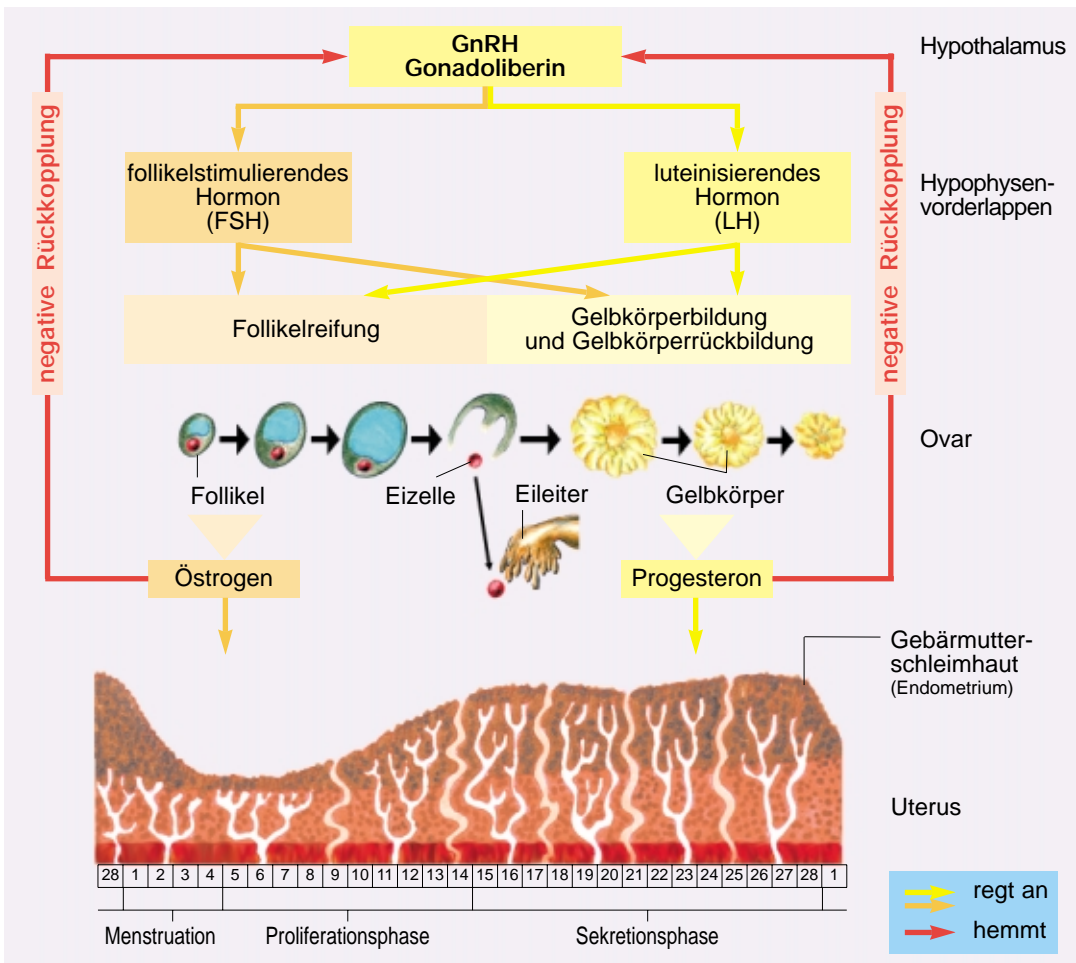 GnRH
Gonadoliberin
Hypothalamus
negative Rückkopplung
follikelstimulierendes
Hormon
(FSH)
luteinisierendes
Hormon
(LH)
Hypophysen-
vorderlappen
negative Rückopplung
Follikelreifung
Gelbkörperbildung
und Gelbkörperrückbildung
Ovar
Follikel
Eizelle
Eileiter
Gelbkörper
Östrogen
Progesteron
Gebärmutter-
schleimhaut
(Endometrium)
Uterus
28 1 2 3 4 5 6 7 8 9 10 11 12 13 14 15 16 17 18 19 20 21 22 23 24 25 26 27 28 1
Menstruation
Proliferationsphase
Sekretionsphase
regt an
hemmt